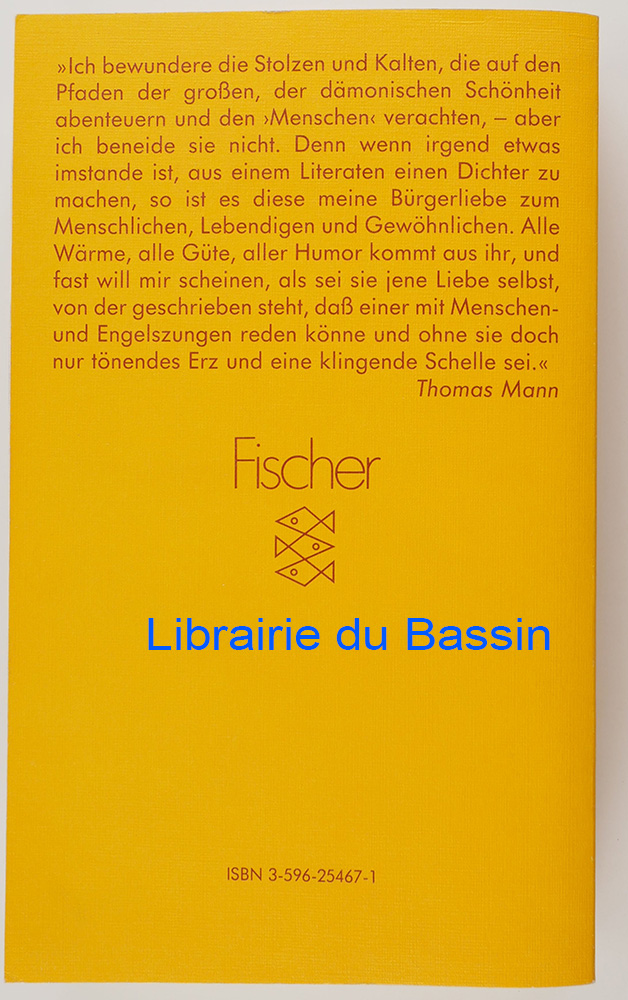 »Ich bewundere die Stolzen und Kalten, die auf den
Pfaden der großen, der dämonischen Schönheit
abenteuern und den ›Menschen‹ verachten, – aber
ich beneide sie nicht. Denn wenn irgend etwas
imstande ist, aus einem Literaten einen Dichter zu
machen, so ist es diese meine Bürgerliebe zum
Menschlichen, Lebendigen und Gewöhnlichen. Alle
Wärme, alle Güte, aller Humor kommt aus ihr, und
fast will mir scheinen, als sei sie jene Liebe selbst,
von der geschrieben steht, daß einer mit Menschen-
und Engelszungen reden könne und ohne sie doch
nur tönendes Erz und eine klingende Schelle sei.«
Thomas Mann
Fischer
Librairie du Bassin
ISBN 3-596-25467-1